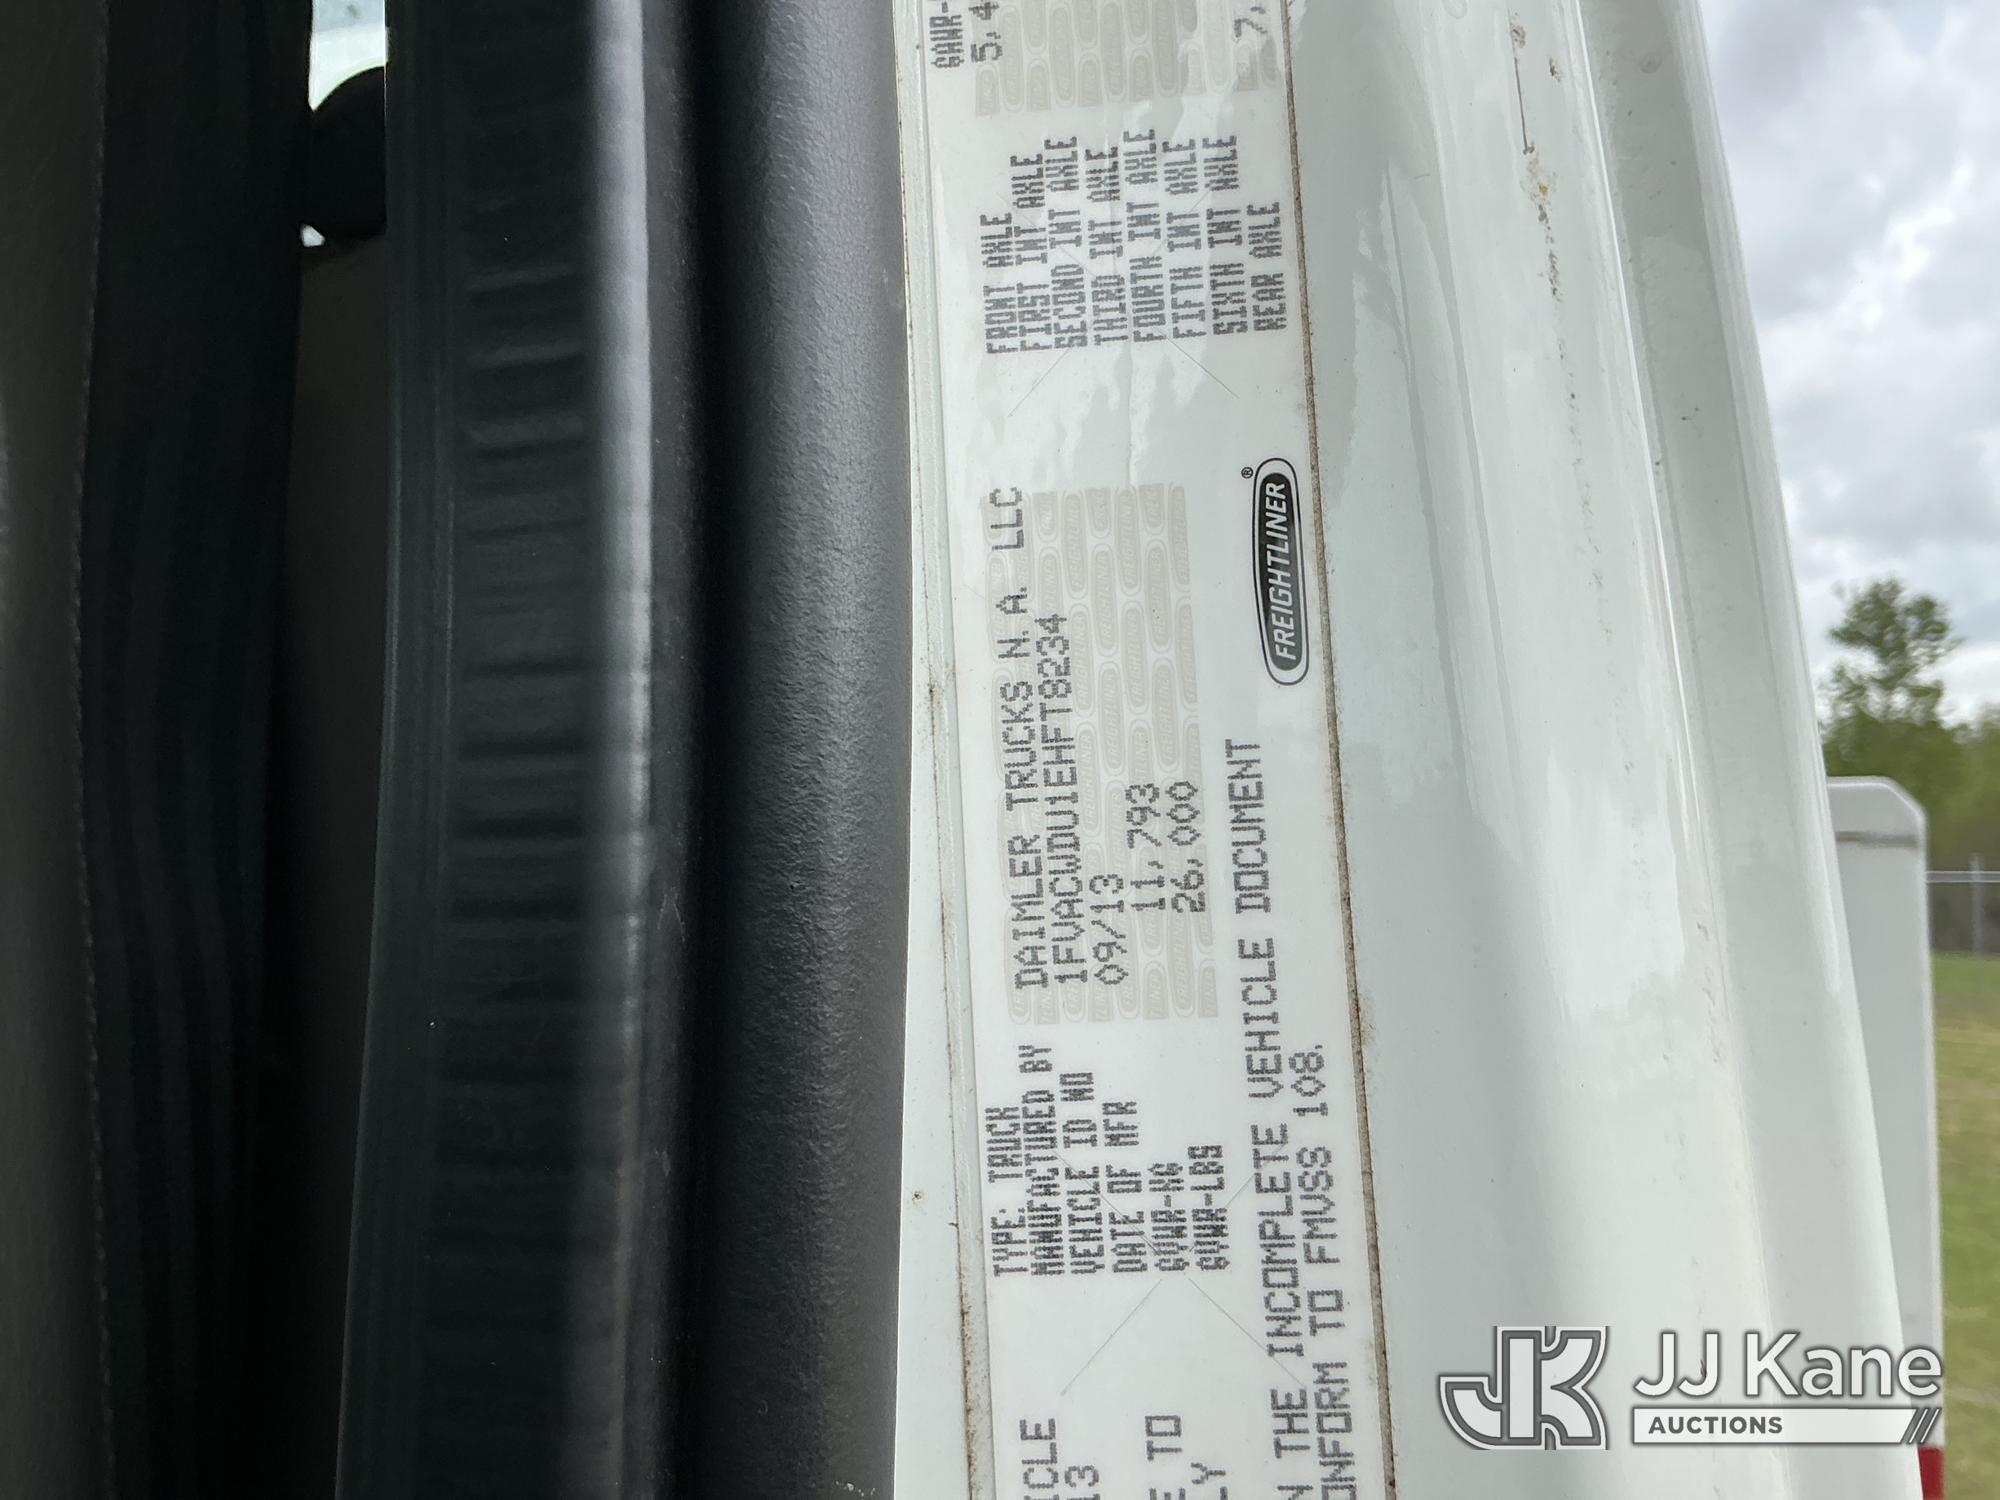 TYPE: TRUCK
MANUFACTURED BY DAIMLER TRUCKS N.A. LLC
VEHICLE ID NO 1FVACWDU1EHFT8234
DATE OF MFR 09/13
GVWR-KG 11,793
GVWR-LBS 26,000
THE INCOMPLETE VEHICLE DOCUMENT
TO FMVSS 108.
FREIGHTLINER®
FRONT AXLE
FIRST INT AXLE
SECOND INT AXLE
THIRD INT AXLE
FOURTH INT AXLE
FIFTH INT AXLE
SIXTH INT AXLE
REAR AXLE
JK JJ Kane
AUCTIONS